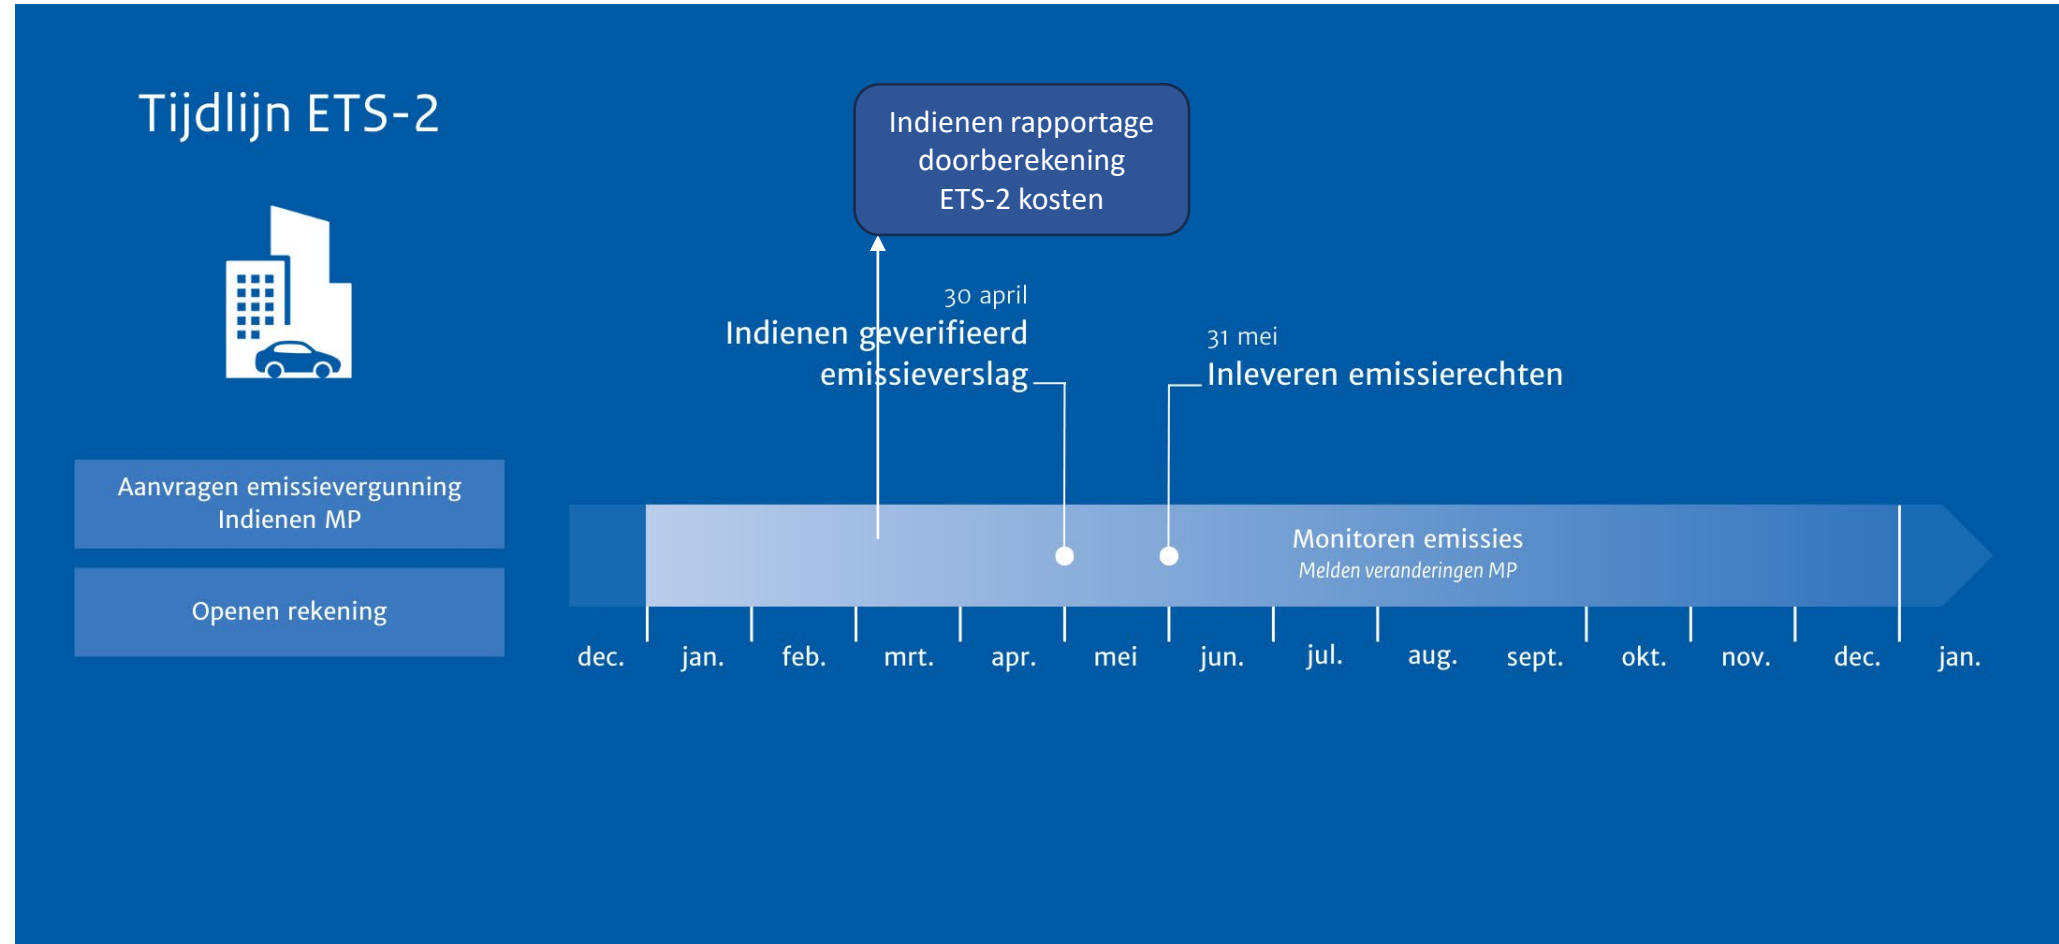 Tijdlijn ETS-2
Indienen rapportage
doorberekening
ETS-2 kosten
30 april
Indienen geverifieerd
emissieverslag
31 mei
Inleveren emissierechten
Aanvragen emissievergunning
Indienen MP
Openen rekening
Monitoren emissies
Melden veranderingen MP
dec. jan. feb. mrt. apr. mei jun. jul. aug. sept. okt. nov. dec. jan.